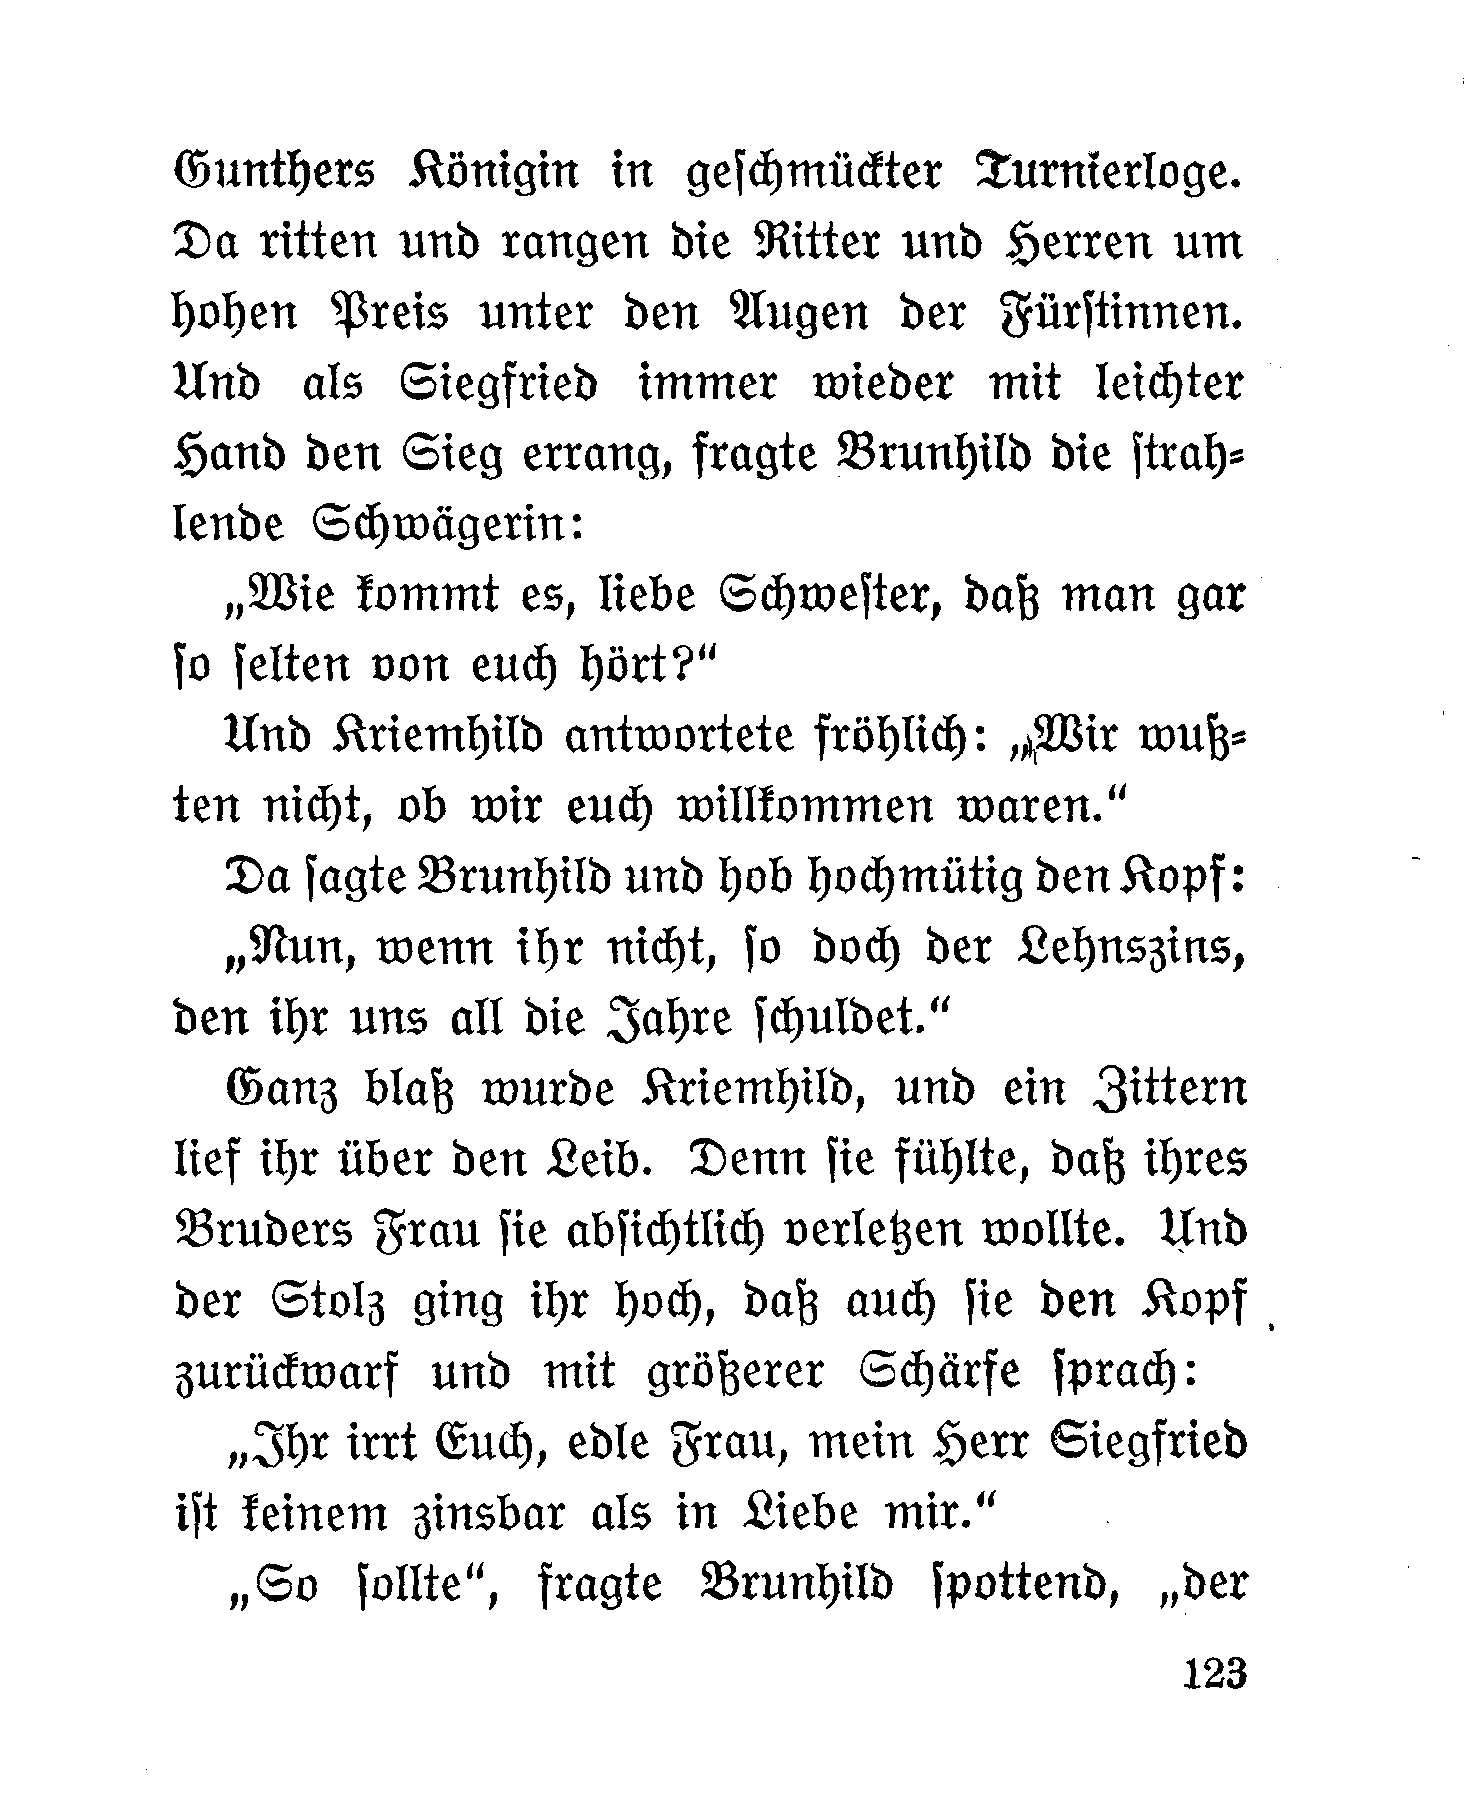 Gunthers Königin in geſchmückter Turnierloge.
Da ritten und rangen die Ritter und Herren um
hohen Preis unter den Augen der Fürſtinnen.
Und als Siegfried immer wieder mit leichter
Hand den Sieg errang, fragte Brunhild die ſtrah⸗
lende Schwägerin:
„Wie kommt es, liebe Schweſter, daß man gar
ſo ſelten von euch hört?“
Und Kriemhild antwortete fröhlich: „Wir wuß⸗
ten nicht, ob wir euch willkommen waren.“
Da ſagte Brunhild und hob hochmütig den Kopf:
„Nun, wenn ihr nicht, ſo doch der Lehnszins,
den ihr uns all die Jahre ſchuldet.“
Ganz blaß wurde Kriemhild, und ein Zittern
lief ihr über den Leib. Denn ſie fühlte, daß ihres
Bruders Frau ſie abſichtlich verletzen wollte. Und
der Stolz ging ihr hoch, daß auch ſie den Kopf
zurückwarf und mit größerer Schärfe ſprach:
„Ihr irrt Euch, edle Frau, mein Herr Siegfried
iſt keinem zinsbar als in Liebe mir.“
„So ſollte“, fragte Brunhild ſpottend, „der
123